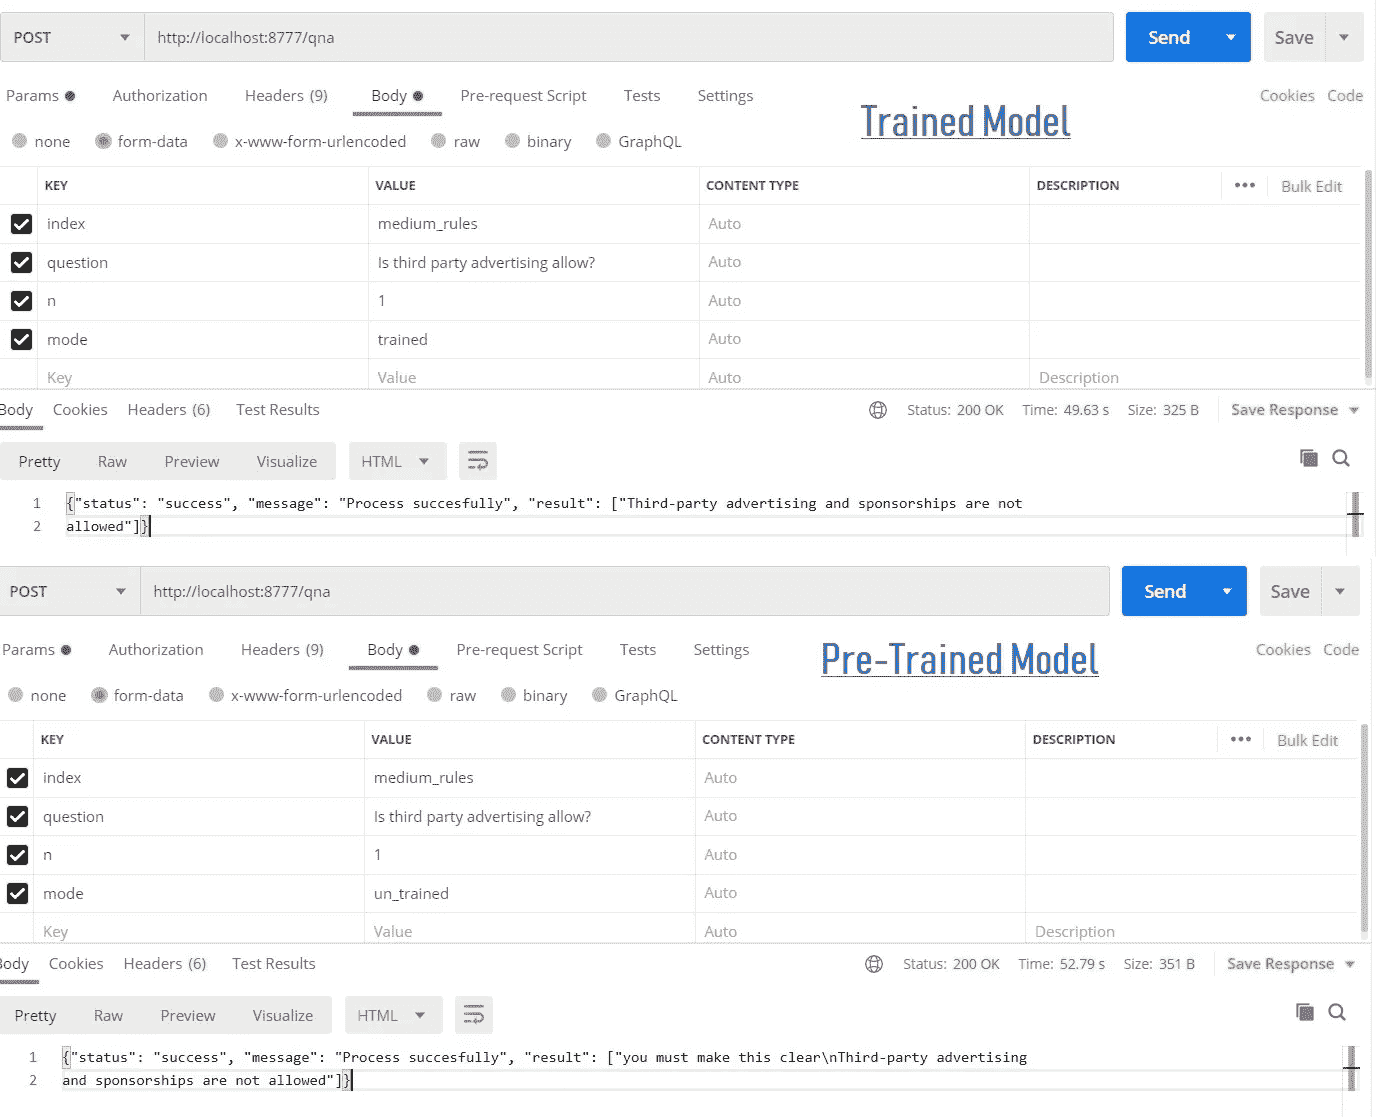 POST http://localhost:8777/qna Send Save
Params Authorization Headers (9) Body Pre-request Script Tests Settings Cookies Code
Trained Model
none form-data x-www-form-urlencoded raw binary GraphQL
KEY VALUE CONTENT TYPE DESCRIPTION ••• Bulk Edit
index medium_rules Auto
question Is third party advertising allow? Auto
n 1 Auto
mode trained Auto
Key Value Auto Description
Body Cookies Headers (6) Test Results Status: 200 OK Time: 49.63 s Size: 325 B Save Response
Pretty Raw Preview Visualize HTML
1 {"status": "success", "message": "Process succesfully", "result": ["Third-party advertising and sponsorships are not
2 allowed"]}
POST http://localhost:8777/qna Send Save
Params Authorization Headers (9) Body Pre-request Script Tests Settings Cookies Code
Pre-Trained Model
none form-data x-www-form-urlencoded raw binary GraphQL
KEY VALUE CONTENT TYPE DESCRIPTION ••• Bulk Edit
index medium_rules Auto
question Is third party advertising allow? Auto
n 1 Auto
mode un_trained Auto
Key Value Auto Description
Body Cookies Headers (6) Test Results Status: 200 OK Time: 52.79 s Size: 351 B Save Response
Pretty Raw Preview Visualize HTML
1 {"status": "success", "message": "Process succesfully", "result": ["you must make this clear\nThird-party advertising
2 and sponsorships are not allowed"]}